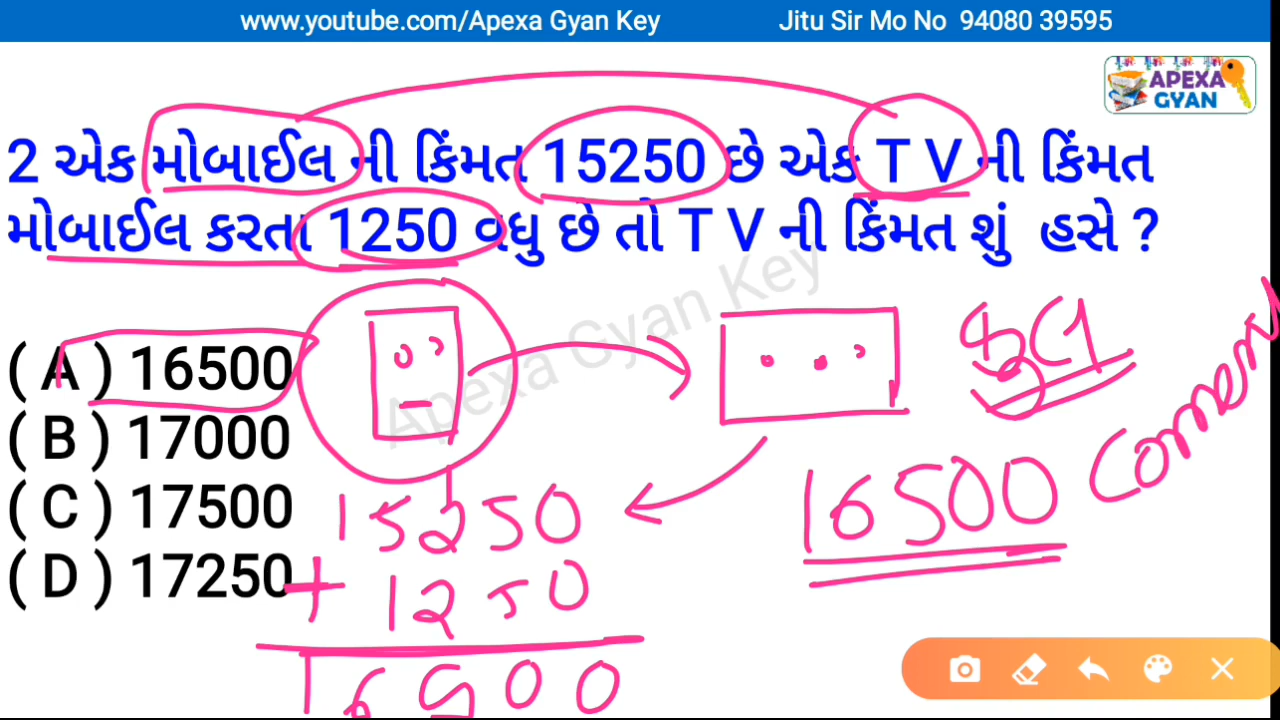 www.youtube.com/Apexa Gyan Key Jitu Sir Mo No 94080 39595
APEXA
GYAN
2 એક મોબાઈલ ની કિંમત 15250 છે એક T V ની કિંમત
મોબાઈલ કરતા 1250 વધુ છે તો T V ની કિંમત શું હસે ?
Apexa Gyan Key
( A ) 16500
( B ) 17000
( C ) 17500
( D ) 17250
15250
+ 1250
16500
16500